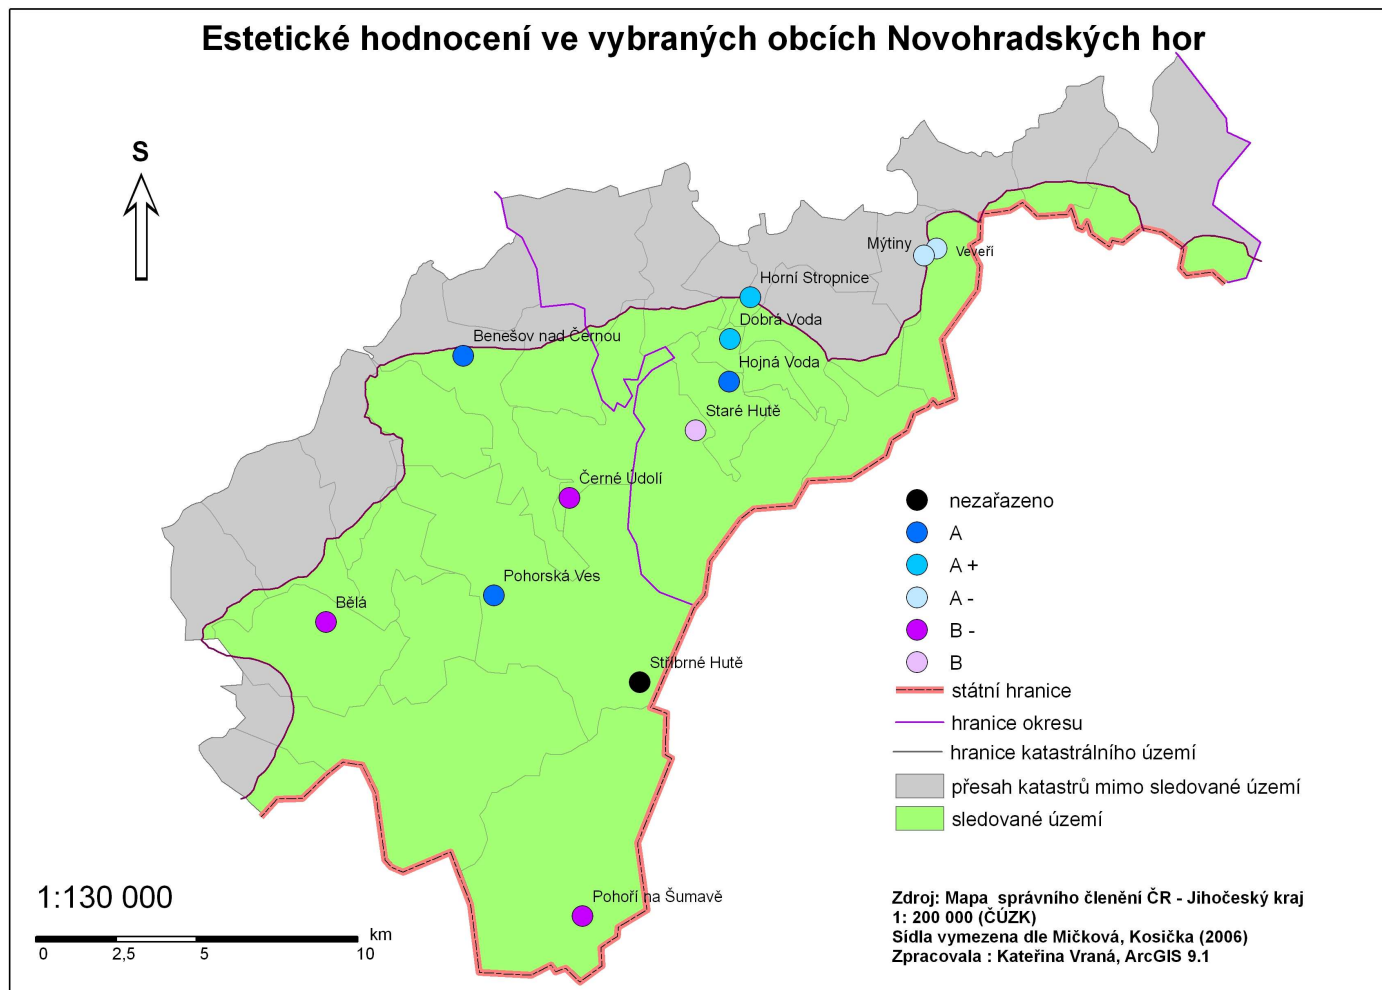 Estetické hodnocení ve vybraných obcích Novohradských hor
S
Mýtiny
Veveří
Horní Stropnice
Dobrá Voda
Benešov nad Černou
Hojná Voda
Staré Hutě
Černé Údolí
Pohorská Ves
Bělá
Stříbrné Hutě
Pohoří na Šumavě
nezařazeno
A
A +
A -
B -
B
státní hranice
hranice okresu
hranice katastrálního území
přesah katastrů mimo sledované území
sledované území
1:130 000
km
0 2,5 5 10
Zdroj: Mapa správního členění ČR - Jihočeský kraj
1: 200 000 (ČÚZK)
Sídla vymezena dle Mičková, Kosička (2006)
Zpracovala : Kateřina Vraná, ArcGIS 9.1